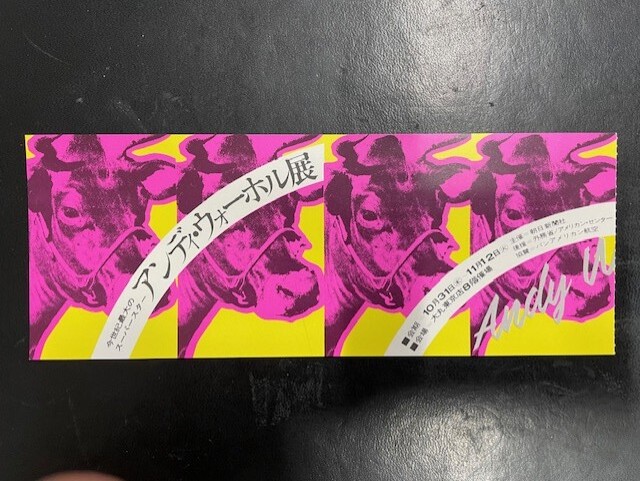 今世紀最大の
スーパースター
アンディ・ウォーホル展
主催=朝日新聞社
後援=外務省/アメリカン・センター
協賛=パンアメリカン航空
■会期=10月31日(木)—11月12日(火)
■会場=大丸東京店8階催場
Andy W